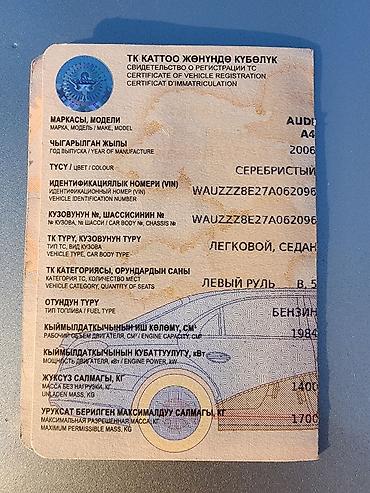 ТК КАТТОО ЖӨНҮНДӨ КҮБӨЛҮК
СВИДЕТЕЛЬСТВО О РЕГИСТРАЦИИ ТС
CERTIFICATE OF VEHICLE REGISTRATION
CERTIFICAT D'IMMATRICULATION
МАРКАСЫ, МОДЕЛИ
МАРКА, МОДЕЛЬ / MAKE, MODEL
AUDI
A4
ЧЫГАРЫЛГАН ЖЫЛЫ
ГОД ВЫПУСКА / YEAR OF MANUFACTURE
2006
ТҮСҮ / ЦВЕТ / COLOUR
СЕРЕБРИСТЫЙ
ИДЕНТИФИКАЦИЯЛЫК НОМЕРИ (VIN)
ИДЕНТИФИКАЦИОННЫЙ НОМЕР (VIN)
VEHICLE IDENTIFICATION NUMBER
WAUZZZ8E27A062096
КУЗОВУНУН №, ШАССИСИНИН №
№ КУЗОВА, № ШАССИ / CAR BODY №, CHASSIS №
WAUZZZ8E27A062096
ТК ТҮРҮ, КУЗОВУНУН ТҮРҮ
ТИП ТС, ВИД КУЗОВА
VEHICLE TYPE, CAR BODY TYPE
ЛЕГКОВОЙ, СЕДАН
ТК КАТЕГОРИЯСЫ, ОРУНДАРДЫН САНЫ
КАТЕГОРИЯ ТС, КОЛИЧЕСТВО МЕСТ
VEHICLE CATEGORY, QUANTITY OF SEATS
ЛЕВЫЙ РУЛЬ B, 5
ОТУНДУН ТҮРҮ
ТИП ТОПЛИВА / FUEL TYPE
БЕНЗИН
КЫЙМЫЛДАТКЫЧЫНЫН ИШ КӨЛӨМҮ, СМ³
РАБОЧИЙ ОБЪЕМ ДВИГАТЕЛЯ, СМ³ / ENGINE CAPACITY, CM³
1984
КЫЙМЫЛДАТКЫЧЫНЫН КУБАТТУУЛУГУ, кВт
МОЩНОСТЬ ДВИГАТЕЛЯ, кВт / ENGINE POWER, kW
ЖҮКСҮЗ САЛМАГЫ, КГ
МАССА БЕЗ НАГРУЗКИ, КГ
UNLADEN MASS, KG
1400
УРУКСАТ БЕРИЛГЕН МАКСИМАЛДУУ САЛМАГЫ, КГ
МАКСИМАЛЬНАЯ РАЗРЕШЕННАЯ МАССА, КГ
MAXIMUM PERMISSIBLE MASS, KG
1700